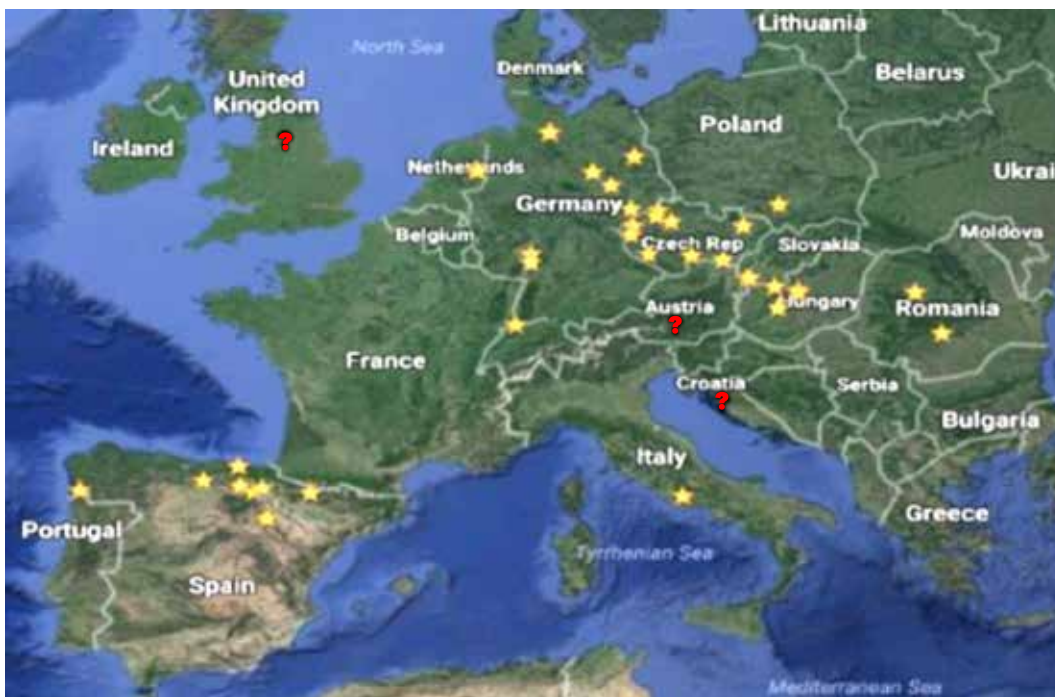 Lithuania
North Sea
Denmark
Belarus
United
Kingdom
Poland
Ireland
Netherlands
Ukrai
Germany
Belgium
Czech Rep
Slovakia
Moldova
Austria
Hungary
Romania
France
Croatia
Serbia
Bulgaria
Italy
Portugal
Greece
Tyrrhenian Sea
Spain
Mediterranean Sea
?
?
?